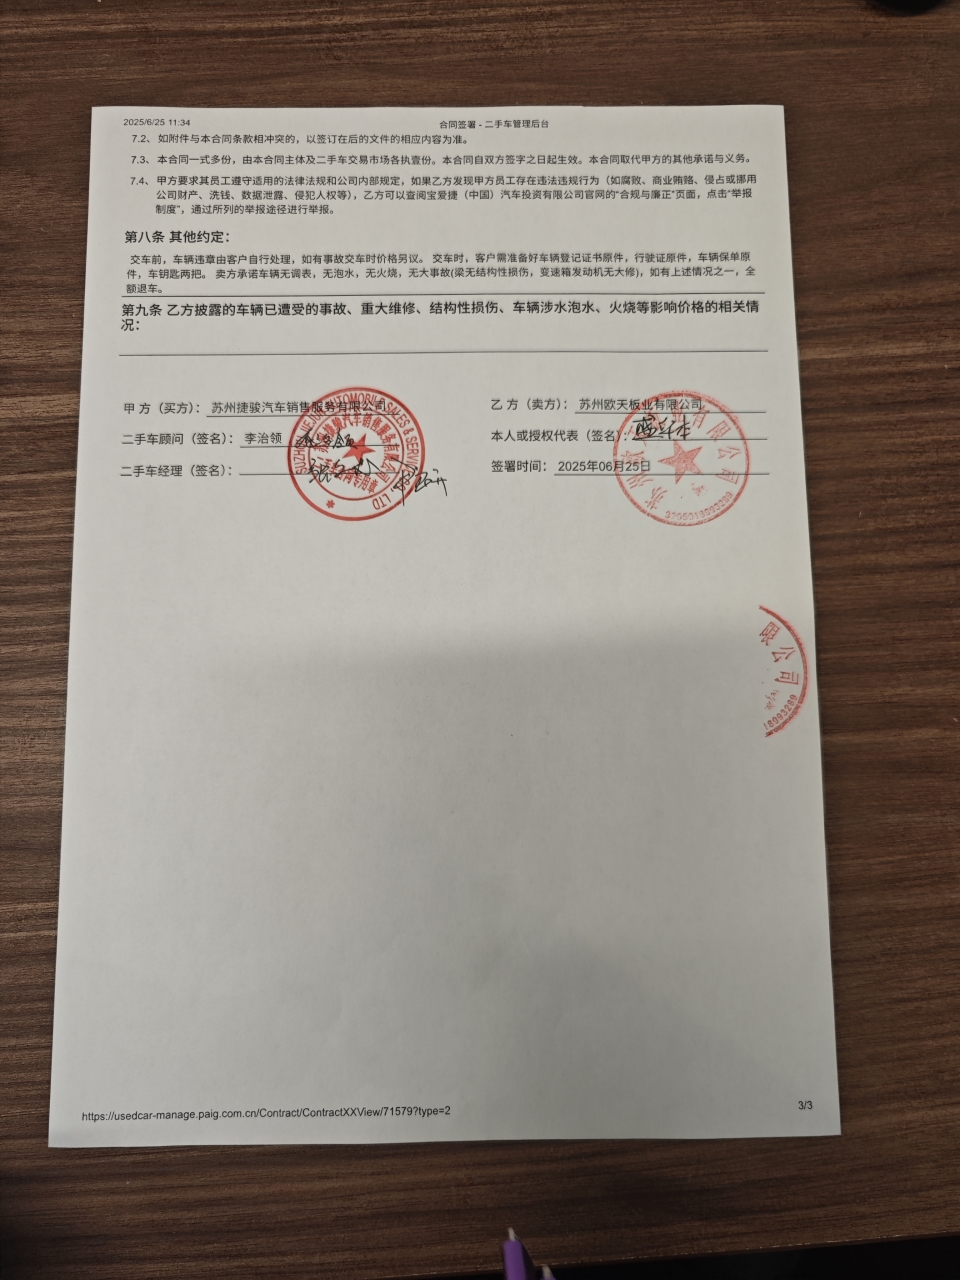 2025/6/25 11:34
合同签署 - 二手车管理后台
7.2、 如附件与本合同条款相冲突的，以签订在后的文件的相应内容为准。
7.3、 本合同一式多份，由本合同主体及二手车交易市场各执壹份。本合同自双方签字之日起生效。本合同取代甲方的其他承诺与义务。
7.4、 甲方要求其员工遵守适用的法律法规和公司内部规定，如果乙方发现甲方员工存在违法违规行为（如腐败、商业贿赂、侵占或挪用
公司财产、洗钱、数据泄露、侵犯人权等），乙方可以查阅宝爱捷（中国）汽车投资有限公司官网的“合规与廉正”页面，点击“举报
制度”，通过所列的举报途径进行举报。
第八条 其他约定：
交车前，车辆违章由客户自行处理，如有事故交车时价格另议。 交车时，客户需准备好车辆登记证书原件，行驶证原件，车辆保单原
件，车钥匙两把。 卖方承诺车辆无调表，无泡水，无火烧，无大事故(梁无结构性损伤，变速箱发动机无大修)，如有上述情况之一，全
额退车。
第九条 乙方披露的车辆已遭受的事故、重大维修、结构性损伤、车辆涉水泡水、火烧等影响价格的相关情
况：
甲 方（买方）： 苏州捷骏汽车销售服务有限公司
乙 方（卖方）： 苏州欧天板业有限公司
二手车顾问（签名）： 李治领
本人或授权代表（签名）：
二手车经理（签名）：
签署时间： 2025年06月25日
有限公司
公司
18993289
https://usedcar-manage.paig.com.cn/Contract/ContractXXView/71579?type=2
3/3